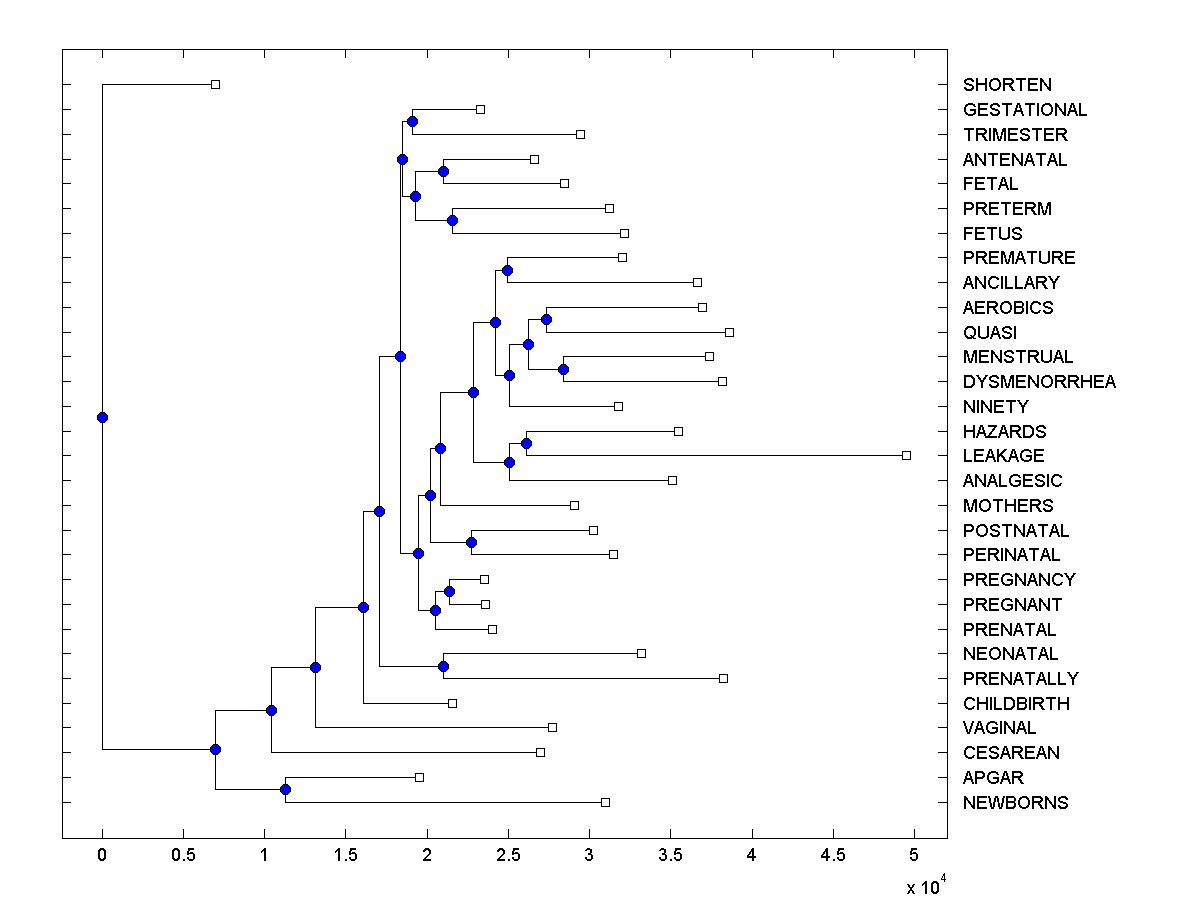 SHORTEN
GESTATIONAL
TRIMESTER
ANTENATAL
FETAL
PRETERM
FETUS
PREMATURE
ANCILLARY
AEROBICS
QUASI
MENSTRUAL
DYSMENORRHEA
NINETY
HAZARDS
LEAKAGE
ANALGESIC
MOTHERS
POSTNATAL
PERINATAL
PREGNANCY
PREGNANT
PRENATAL
NEONATAL
PRENATALLY
CHILDBIRTH
VAGINAL
CESAREAN
APGAR
NEWBORNS
0 0.5 1 1.5 2 2.5 3 3.5 4 4.5 5
x 10^4